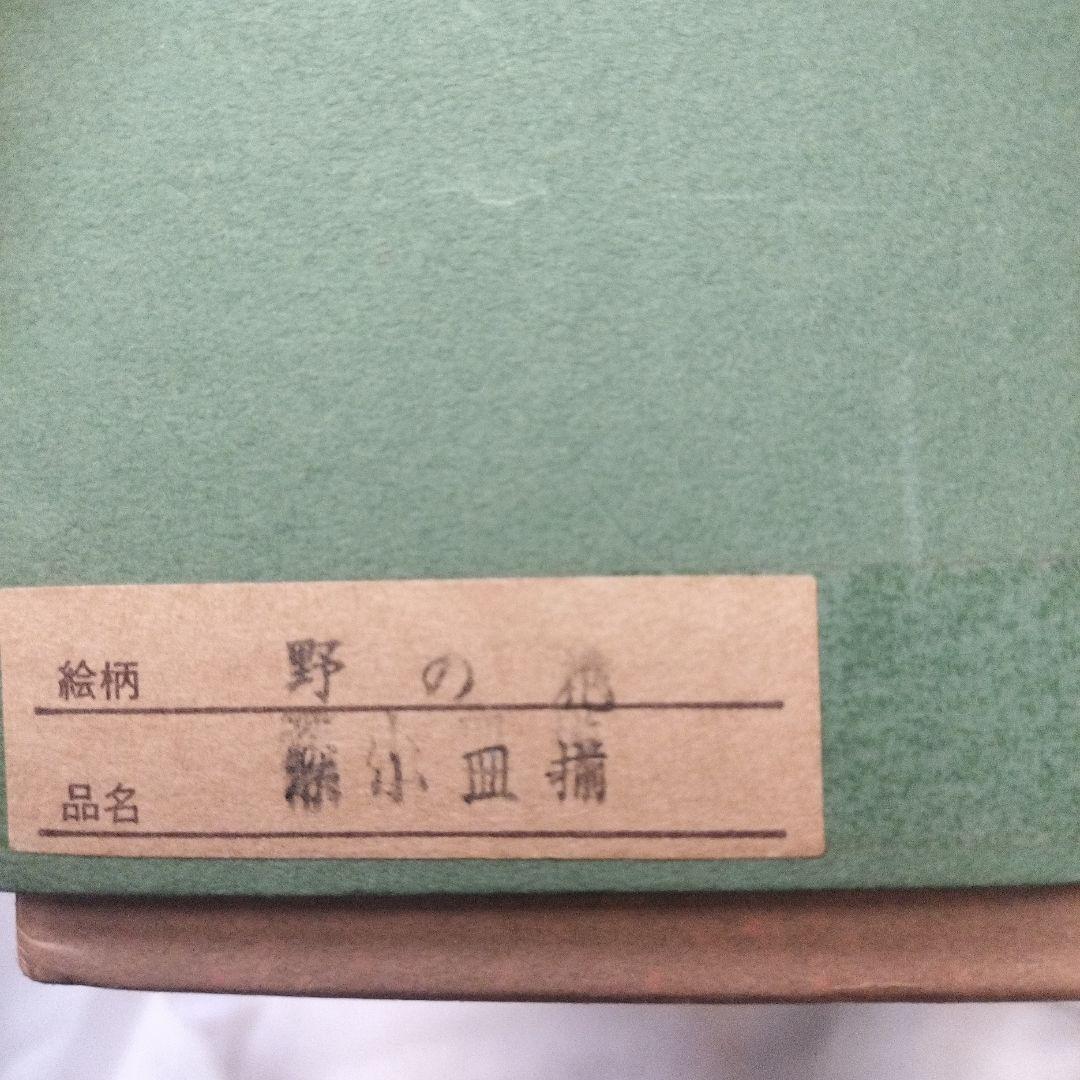 絵柄 野の花
品名 小皿揃